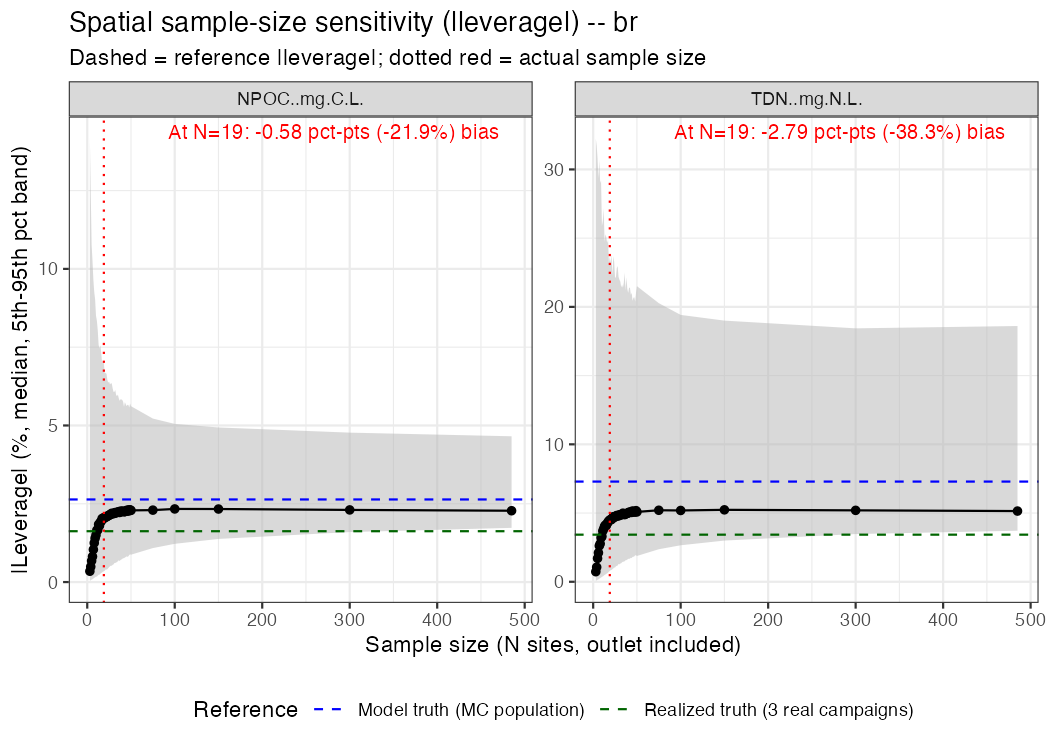 Spatial sample-size sensitivity (|leverage|) -- br
Dashed = reference |leverage|; dotted red = actual sample size
NPOC..mg.C.L.
TDN..mg.N.L.
At N=19: -0.58 pct-pts (-21.9%) bias
At N=19: -2.79 pct-pts (-38.3%) bias
|Leverage| (%, median, 5th-95th pct band)
10
5
0
30
20
10
0
0 100 200 300 400 500
0 100 200 300 400 500
Sample size (N sites, outlet included)
Reference
Model truth (MC population)
Realized truth (3 real campaigns)